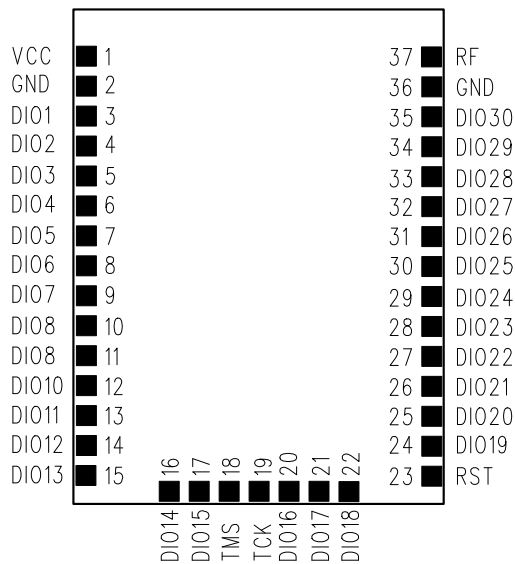 VCC 1 37 RF
GND 2 36 GND
DIO1 3 35 DIO30
DIO2 4 34 DIO29
DIO3 5 33 DIO28
DIO4 6 32 DIO27
DIO5 7 31 DIO26
DIO6 8 30 DIO25
DIO7 9 29 DIO24
DIO8 10 28 DIO23
DIO8 11 27 DIO22
DIO10 12 26 DIO21
DIO11 13 25 DIO20
DIO12 14 24 DIO19
DIO13 15 23 RST
16 17 18 19 20 21 22
DIO14 DIO15 TMS TCK DIO16 DIO17 DIO18